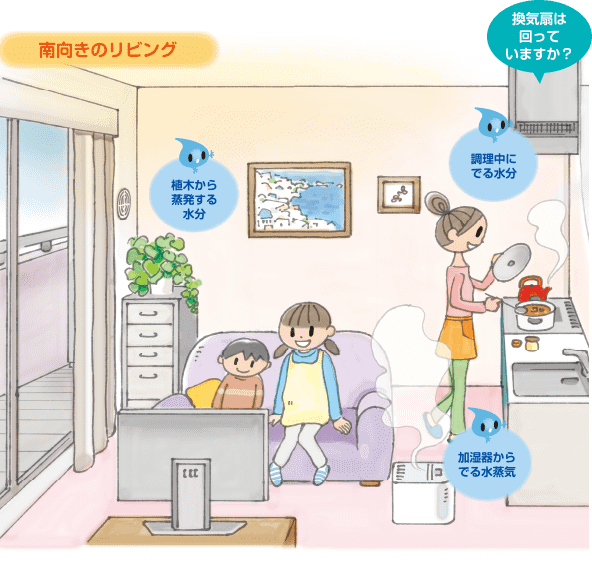 南向きのリビング
換気扇は
回って
いますか？
植木から
蒸発する
水分
調理中に
でる水分
加湿器から
でる水蒸気